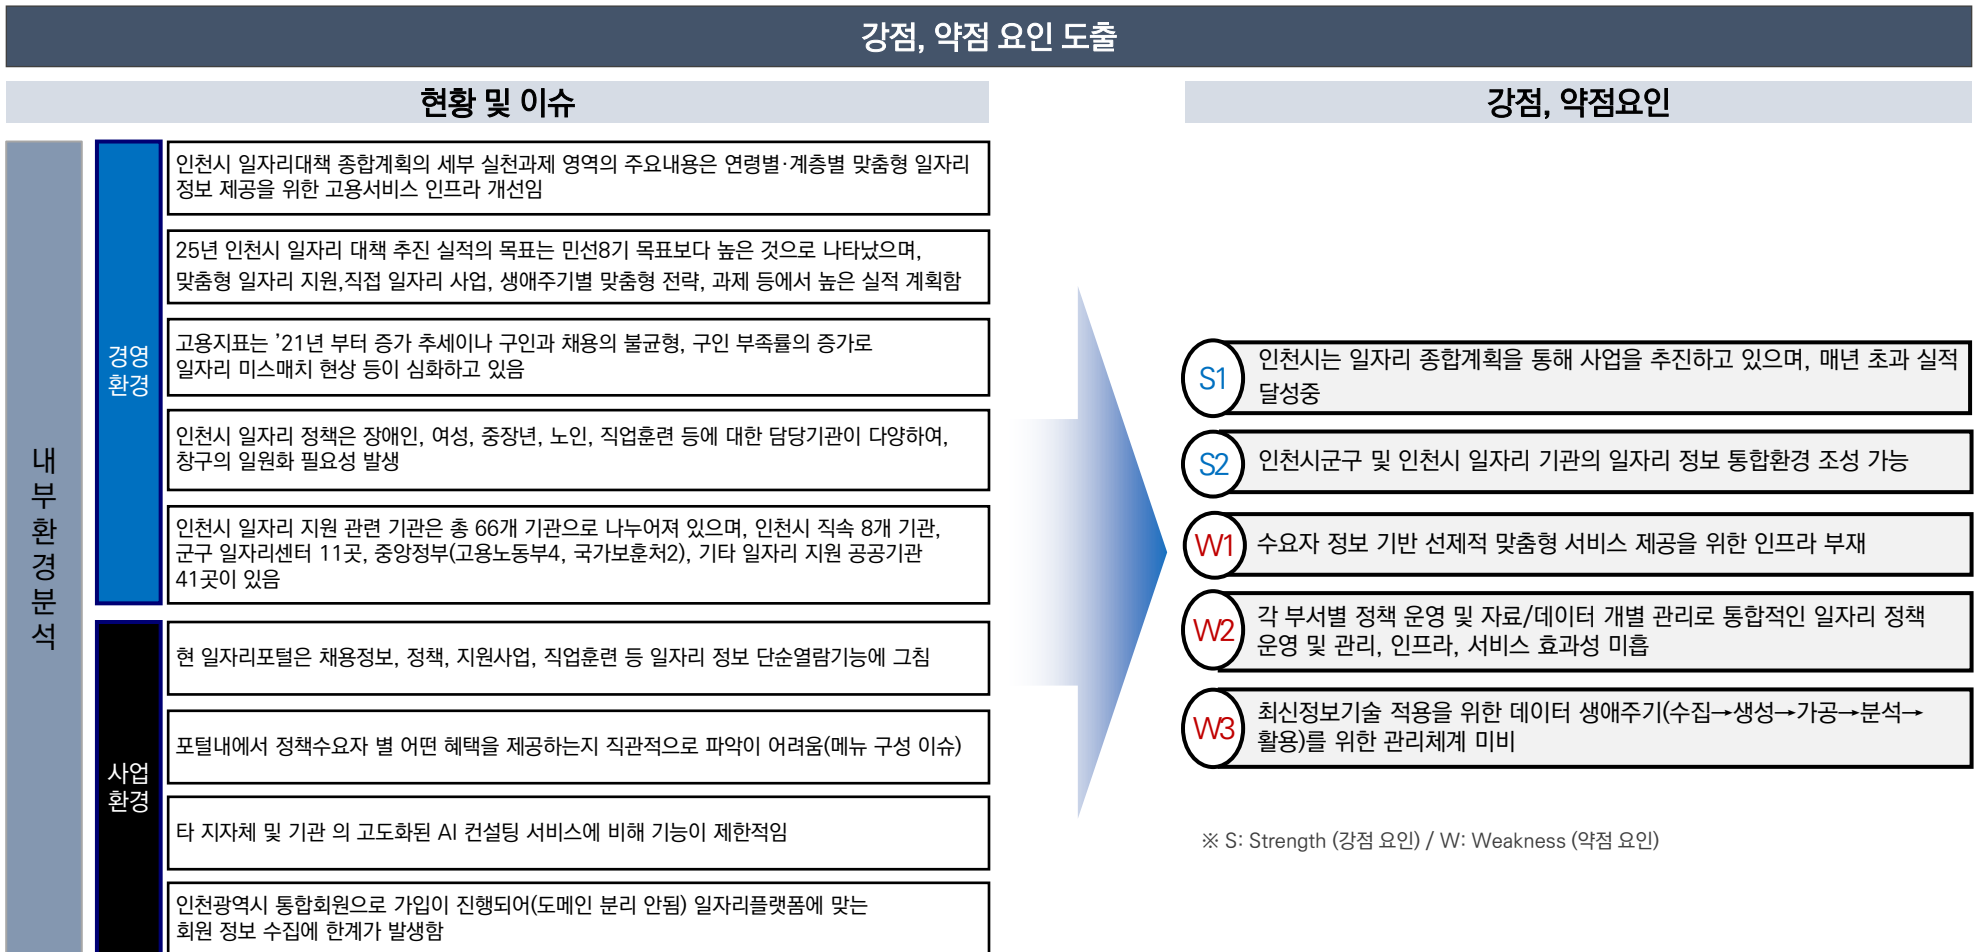 강점, 약점 요인 도출
현황 및 이슈
내부환경분석
경영
환경
인천시 일자리대책 종합계획의 세부 실천과제 영역의 주요내용은 연령별·계층별 맞춤형 일자리
정보 제공을 위한 고용서비스 인프라 개선임
25년 인천시 일자리 대책 추진 실적의 목표는 민선8기 목표보다 높은 것으로 나타났으며,
맞춤형 일자리 지원,직접 일자리 사업, 생애주기별 맞춤형 전략, 과제 등에서 높은 실적 계획함
고용지표는 ’21년 부터 증가 추세이나 구인과 채용의 불균형, 구인 부족률의 증가로
일자리 미스매치 현상 등이 심화하고 있음
인천시 일자리 정책은 장애인, 여성, 중장년, 노인, 직업훈련 등에 대한 담당기관이 다양하여,
창구의 일원화 필요성 발생
인천시 일자리 지원 관련 기관은 총 66개 기관으로 나누어져 있으며, 인천시 직속 8개 기관,
군구 일자리센터 11곳, 중앙정부(고용노동부4, 국가보훈처2), 기타 일자리 지원 공공기관
41곳이 있음
사업
환경
현 일자리포털은 채용정보, 정책, 지원사업, 직업훈련 등 일자리 정보 단순열람기능에 그침
포털내에서 정책수요자 별 어떤 혜택을 제공하는지 직관적으로 파악이 어려움(메뉴 구성 이슈)
타 지자체 및 기관 의 고도화된 AI 컨설팅 서비스에 비해 기능이 제한적임
인천광역시 통합회원으로 가입이 진행되어(도메인 분리 안됨) 일자리플랫폼에 맞는
회원 정보 수집에 한계가 발생함
강점, 약점요인
S1 인천시는 일자리 종합계획을 통해 사업을 추진하고 있으며, 매년 초과 실적
달성중
S2 인천시군구 및 인천시 일자리 기관의 일자리 정보 통합환경 조성 가능
W1 수요자 정보 기반 선제적 맞춤형 서비스 제공을 위한 인프라 부재
W2 각 부서별 정책 운영 및 자료/데이터 개별 관리로 통합적인 일자리 정책
운영 및 관리, 인프라, 서비스 효과성 미흡
W3 최신정보기술 적용을 위한 데이터 생애주기(수집→생성→가공→분석→
활용)를 위한 관리체계 미비
※ S: Strength (강점 요인) / W: Weakness (약점 요인)